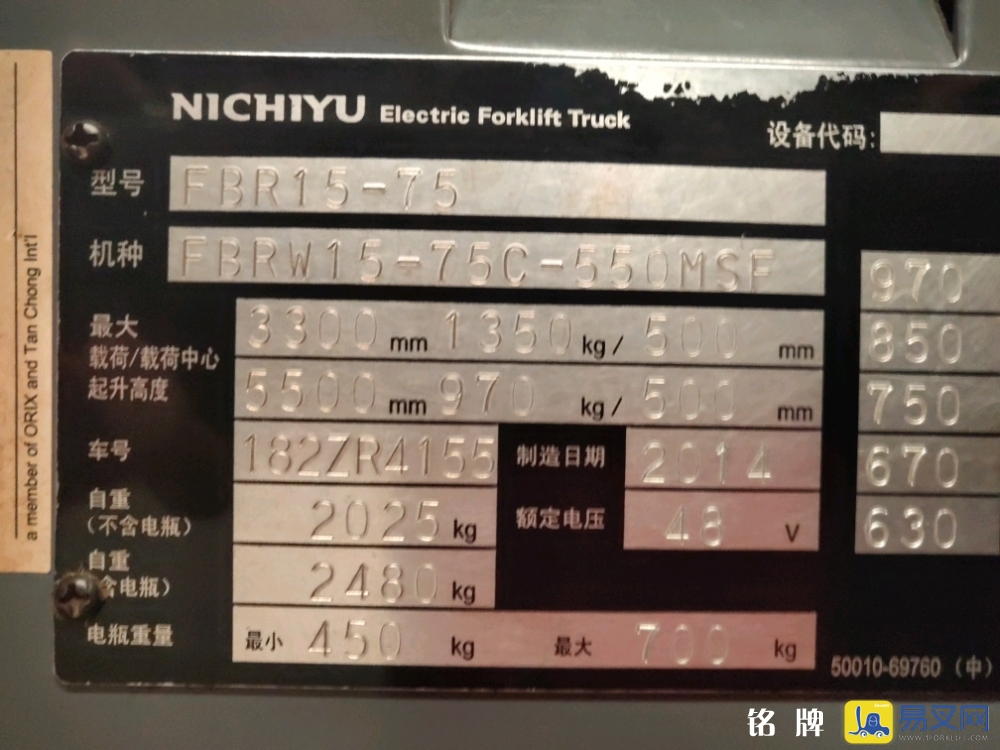 NICHIYU Electric Forklift Truck
设备代码:
型号 FBR15-75
机种 FBRW15-75C-550MSF
970
最大
载荷/载荷中心
起升高度
3300 mm 1350 kg/ 500 mm
850
5500 mm 970 kg/ 500 mm
750
车号 182ZR4155 制造日期 2014
670
自重
(不含电瓶) 2025 kg 额定电压 48 V
630
自重
含电瓶) 2480 kg
电瓶重量 最小 450 kg 最大 700 kg
50010-69760 (中)
a member of ORIX and Tan Chong Int'l
铭牌
易叉网
WWW.1FORKLIFT.COM